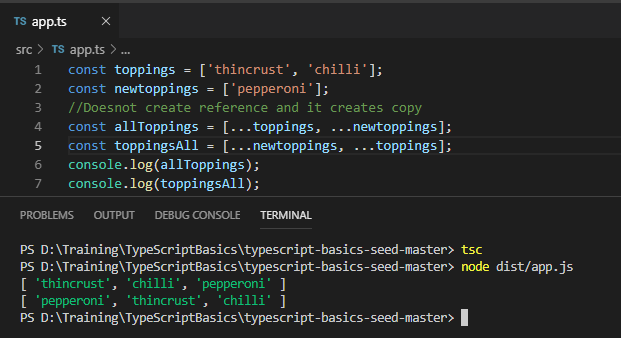 TS app.ts ×
src > TS app.ts > ...
1 const toppings = ['thincrust', 'chilli'];
2 const newtoppings = ['pepperoni'];
3 //Doesnot create reference and it creates copy
4 const allToppings = [...toppings, ...newtoppings];
5 const toppingsAll = [...newtoppings, ...toppings];
6 console.log(allToppings);
7 console.log(toppingsAll);
PROBLEMS OUTPUT DEBUG CONSOLE TERMINAL
PS D:\Training\TypeScriptBasics\typescript-basics-seed-master> tsc
PS D:\Training\TypeScriptBasics\typescript-basics-seed-master> node dist/app.js
[ 'thincrust', 'chilli', 'pepperoni' ]
[ 'pepperoni', 'thincrust', 'chilli' ]
PS D:\Training\TypeScriptBasics\typescript-basics-seed-master>